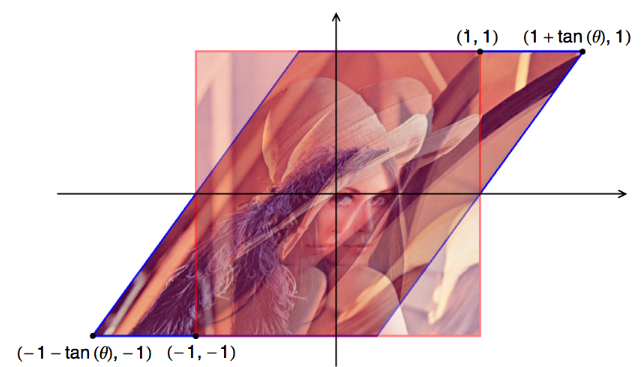 (1, 1) (1 + tan (θ), 1)
(−1 − tan (θ), −1) (−1, −1)